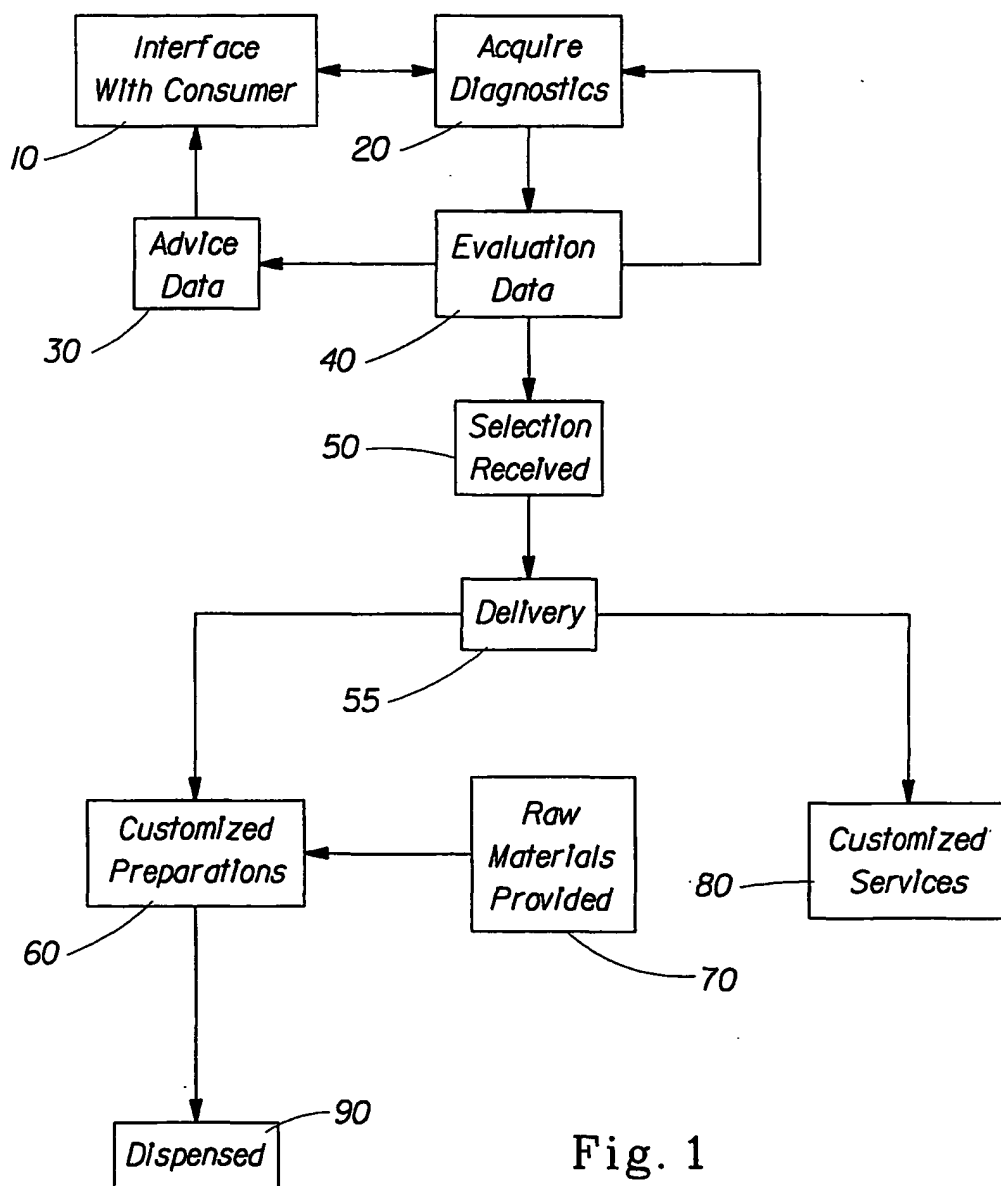 Interface
With Consumer
10
Acquire
Diagnostics
20
Advice
Data
30
Evaluation
Data
40
Selection
Received
50
Delivery
55
Customized
Preparations
60
Raw
Materials
Provided
70
Customized
Services
80
Dispensed
90
Fig. 1